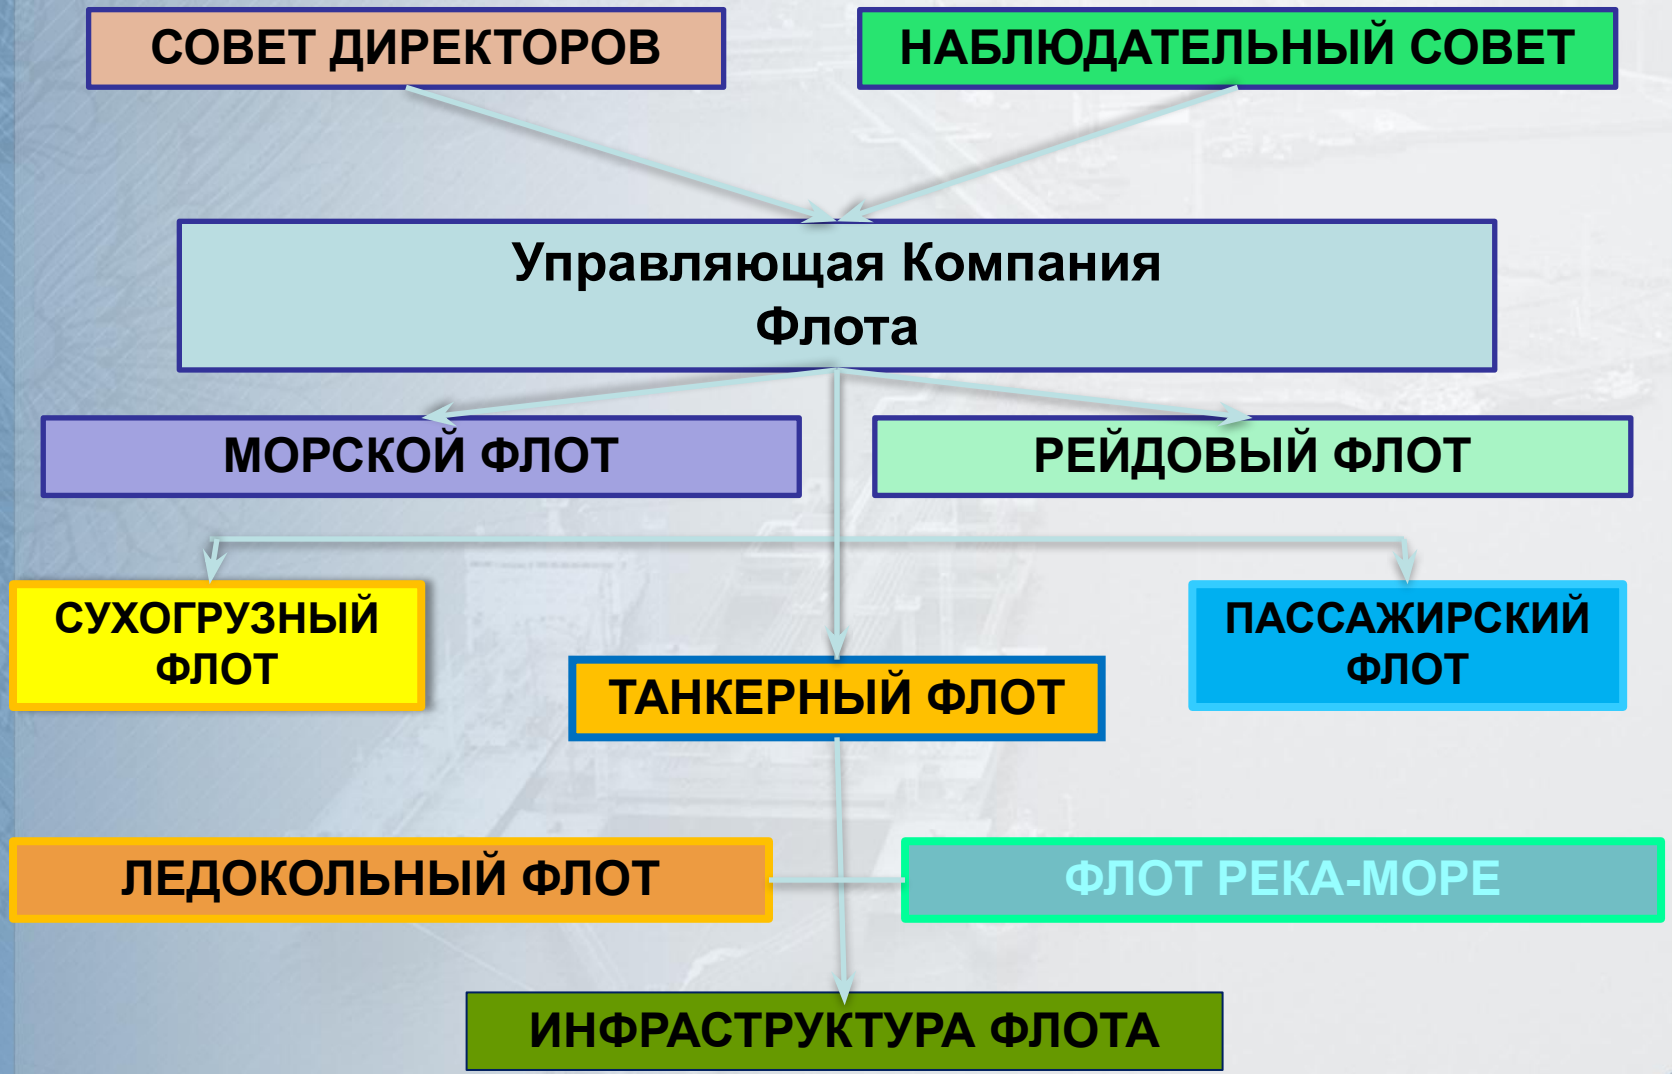 СОВЕТ ДИРЕКТОРОВ
НАБЛЮДАТЕЛЬНЫЙ СОВЕТ
Управляющая Компания
Флота
МОРСКОЙ ФЛОТ
РЕЙДОВЫЙ ФЛОТ
СУХОГРУЗНЫЙ
ФЛОТ
ПАССАЖИРСКИЙ
ФЛОТ
ТАНКЕРНЫЙ ФЛОТ
ЛЕДОКОЛЬНЫЙ ФЛОТ
ФЛОТ РЕКА-МОРЕ
ИНФРАСТРУКТУРА ФЛОТА